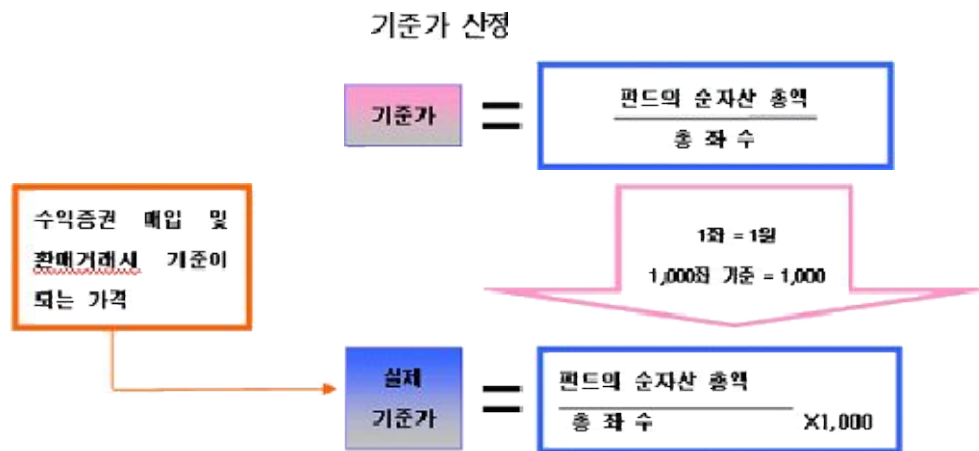 기준가 산정
기준가
=
펀드의 순자산 총액
총 좌 수
수익증권 매입 및
환매거래시 기준이
되는 가격
1좌 = 1원
1,000좌 기준 = 1,000
실제
기준가
=
펀드의 순자산 총액
총 좌 수 X1,000